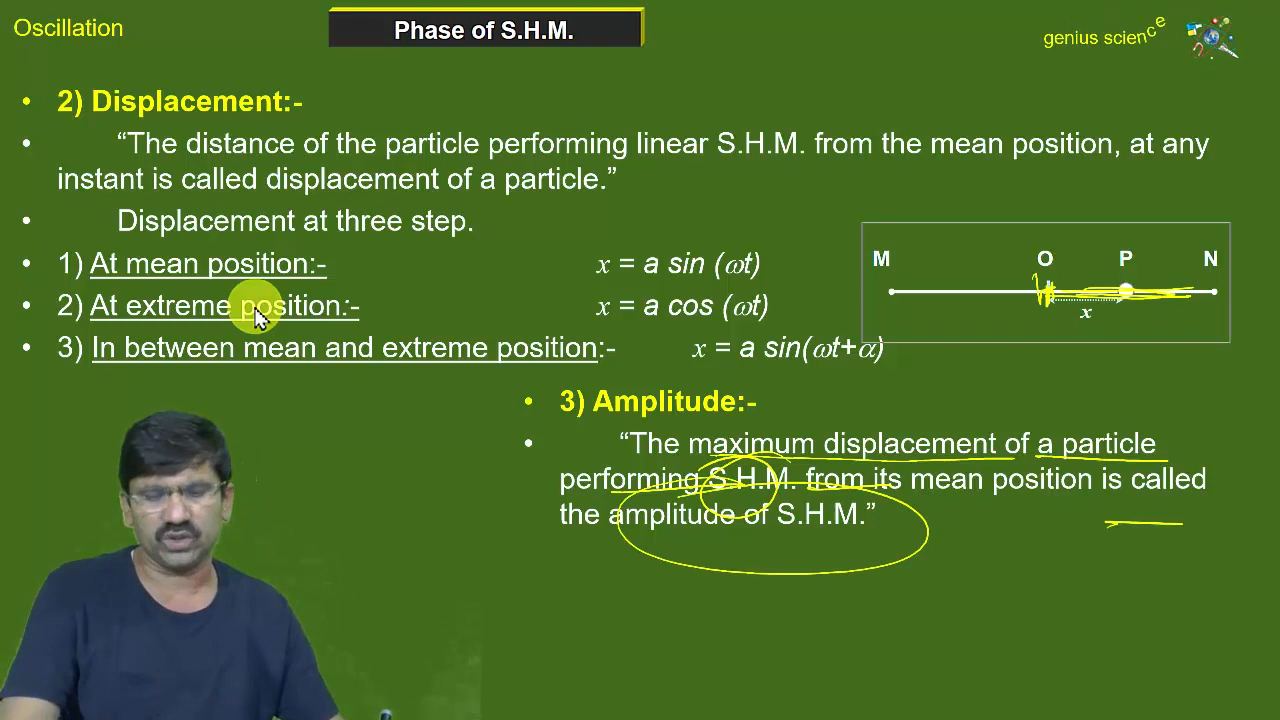 Oscillation
Phase of S.H.M.
genius science
• 2) Displacement:-
• “The distance of the particle performing linear S.H.M. from the mean position, at any
instant is called displacement of a particle.”
• Displacement at three step.
• 1) At mean position:- x = a sin (ωt)
• 2) At extreme position:- x = a cos (ωt)
• 3) In between mean and extreme position:- x = a sin(ωt+α)
M O P N
x
• 3) Amplitude:-
• “The maximum displacement of a particle
performing S.H.M. from its mean position is called
the amplitude of S.H.M.”